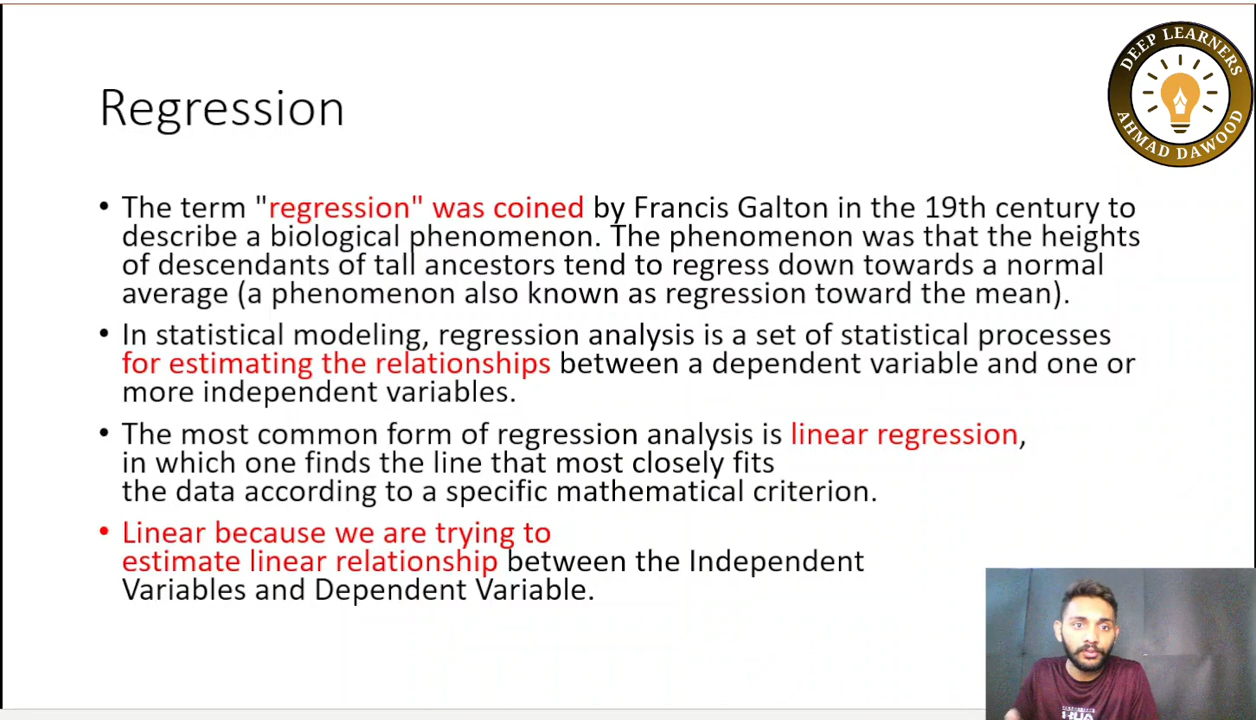 DEEP LEARNERS
AHMAD DAWOOD
Regression
• The term "regression" was coined by Francis Galton in the 19th century to
describe a biological phenomenon. The phenomenon was that the heights
of descendants of tall ancestors tend to regress down towards a normal
average (a phenomenon also known as regression toward the mean).
• In statistical modeling, regression analysis is a set of statistical processes
for estimating the relationships between a dependent variable and one or
more independent variables.
• The most common form of regression analysis is linear regression,
in which one finds the line that most closely fits
the data according to a specific mathematical criterion.
• Linear because we are trying to
estimate linear relationship between the Independent
Variables and Dependent Variable.